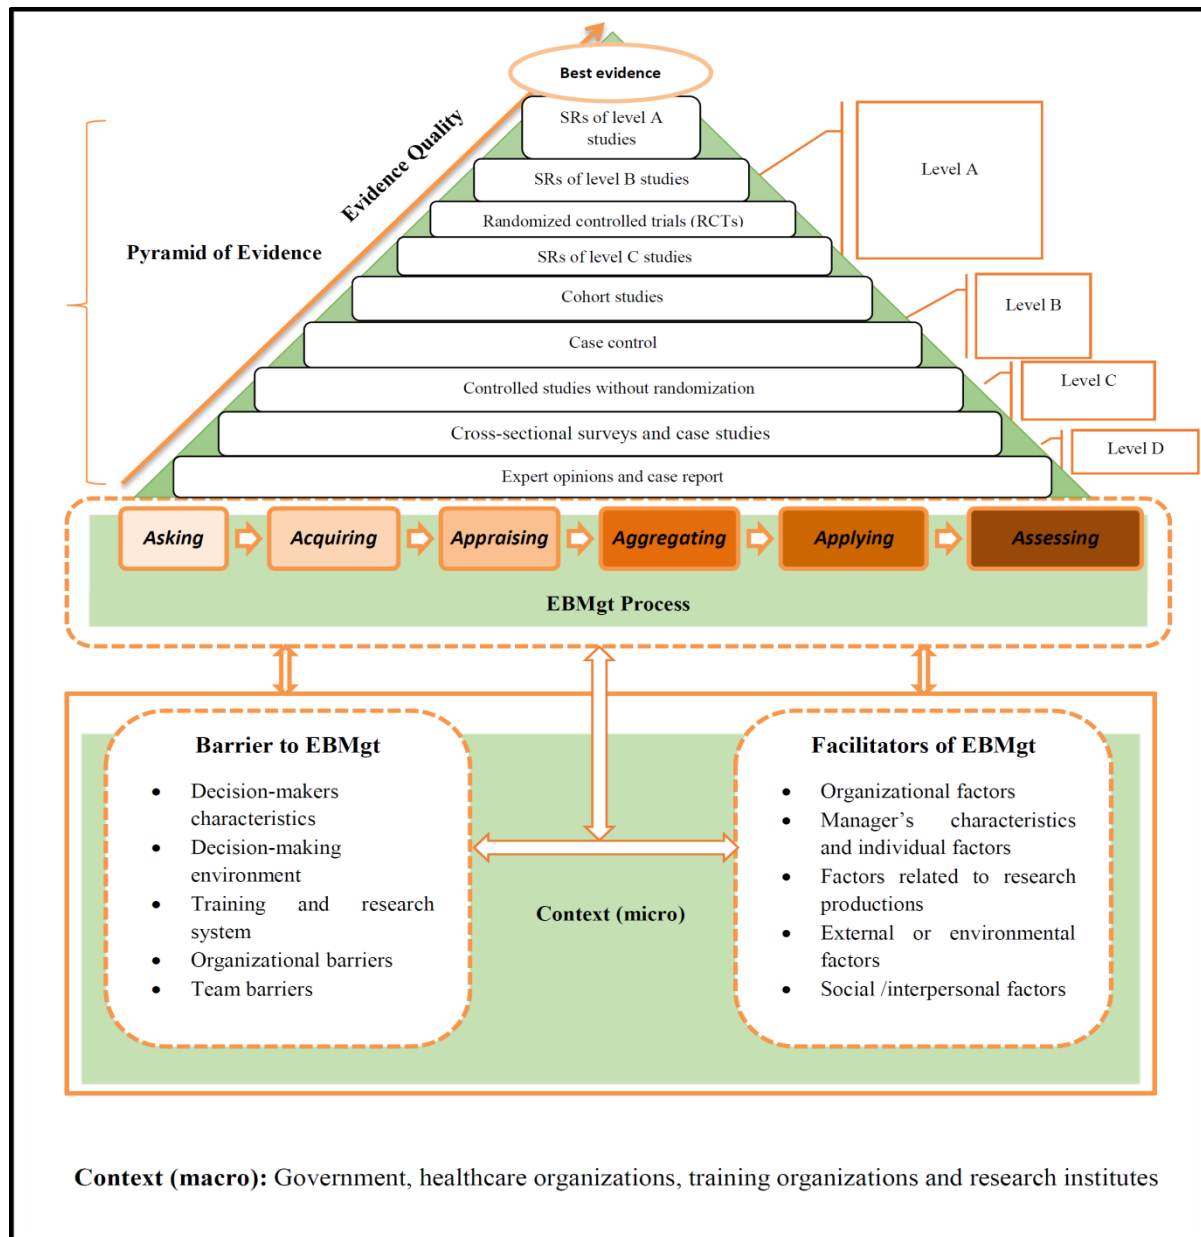 Best evidence
SRs of level A
studies
SRs of level B studies
Randomized controlled trials (RCTs)
SRs of level C studies
Cohort studies
Case control
Controlled studies without randomization
Cross-sectional surveys and case studies
Expert opinions and case report
Evidence Quality
Pyramid of Evidence
Level A
Level B
Level C
Level D
Asking
Acquiring
Appraising
Aggregating
Applying
Assessing
EBMgt Process
Barrier to EBMgt
• Decision-makers
characteristics
• Decision-making
environment
• Training and research
system
• Organizational barriers
• Team barriers
Context (micro)
Facilitators of EBMgt
• Organizational factors
• Manager’s characteristics
and individual factors
• Factors related to research
productions
• External or environmental
factors
• Social /interpersonal factors
Context (macro): Government, healthcare organizations, training organizations and research institutes